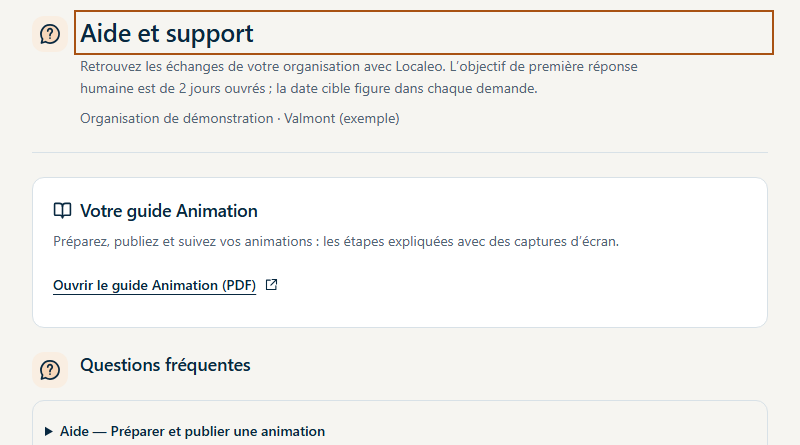 Aide et support
Retrouvez les échanges de votre organisation avec Localeo. L’objectif de première réponse
humaine est de 2 jours ouvrés ; la date cible figure dans chaque demande.
Organisation de démonstration · Valmont (exemple)
Votre guide Animation
Préparez, publiez et suivez vos animations : les étapes expliquées avec des captures d’écran.
Ouvrir le guide Animation (PDF)
Questions fréquentes
Aide — Préparer et publier une animation